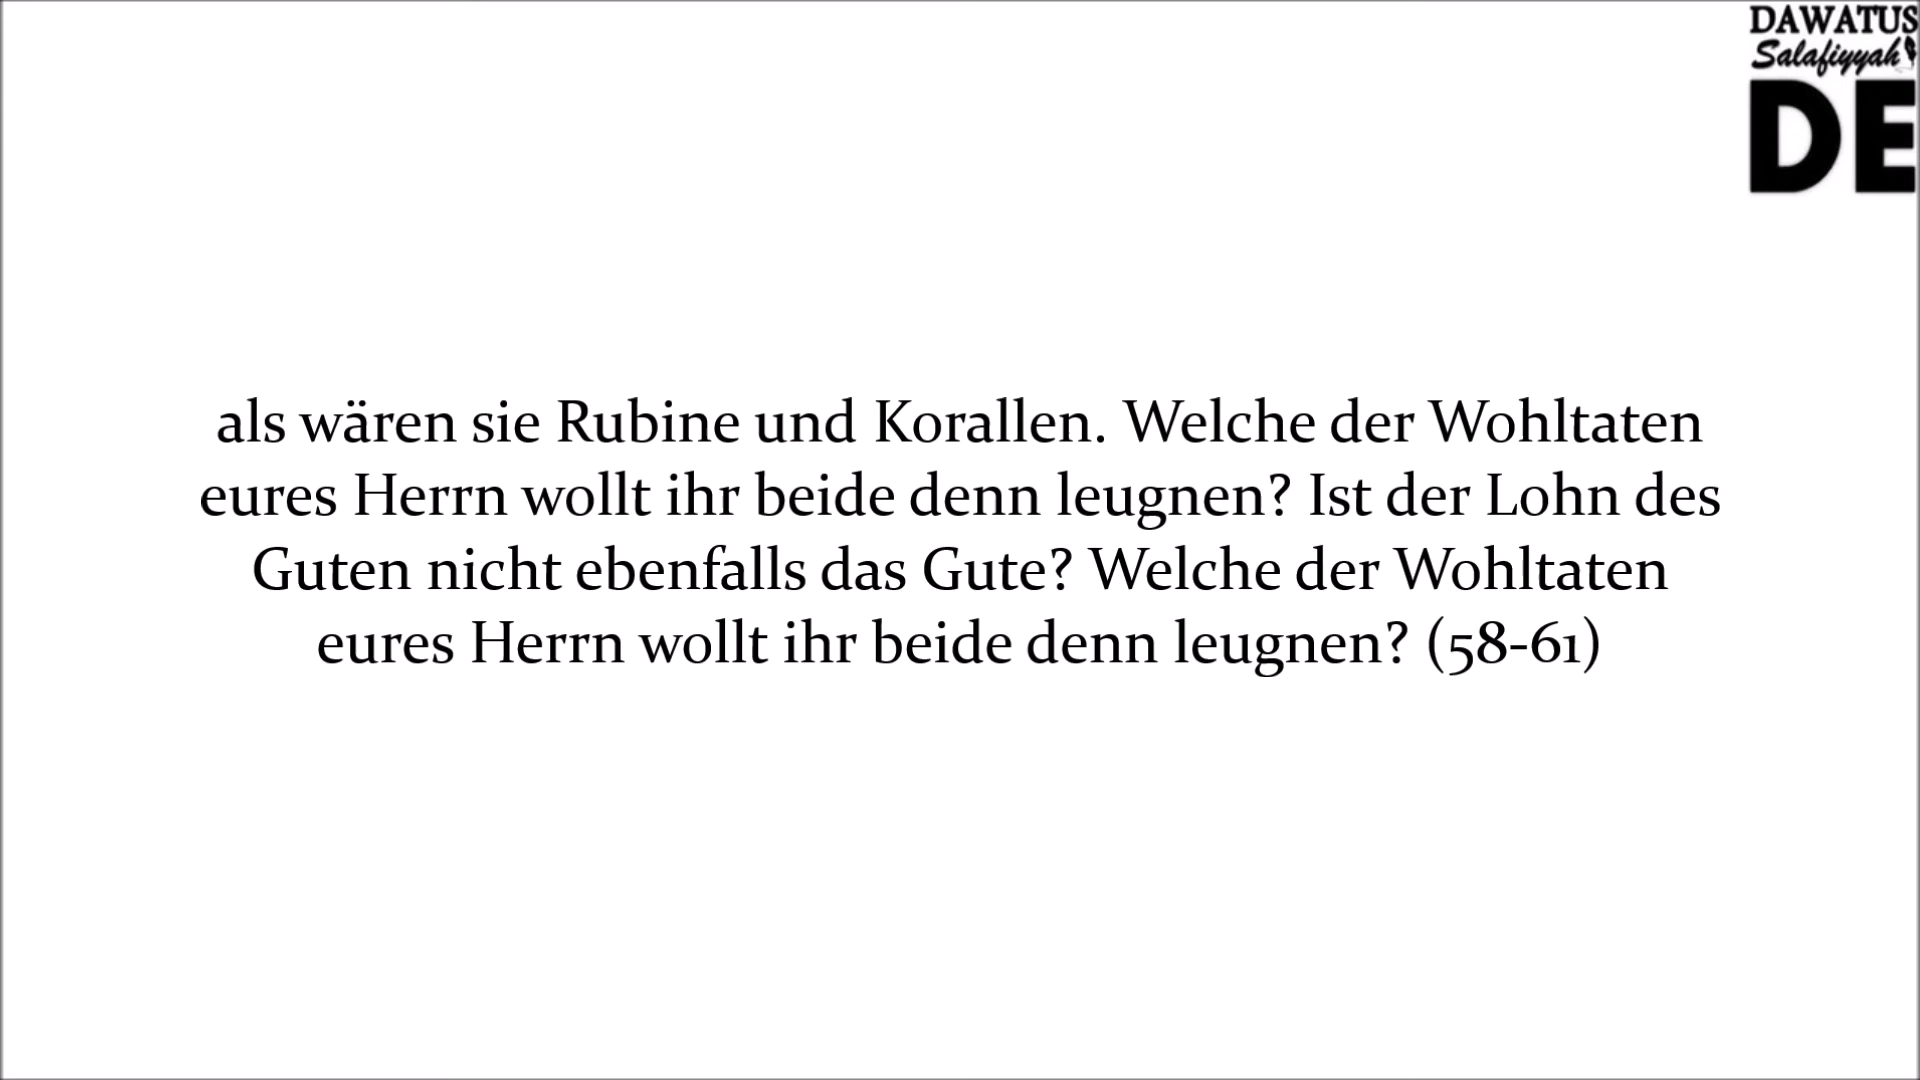 DAWATUS
Salafiyyah
DE
als wären sie Rubine und Korallen. Welche der Wohltaten
eures Herrn wollt ihr beide denn leugnen? Ist der Lohn des
Guten nicht ebenfalls das Gute? Welche der Wohltaten
eures Herrn wollt ihr beide denn leugnen? (58-61)